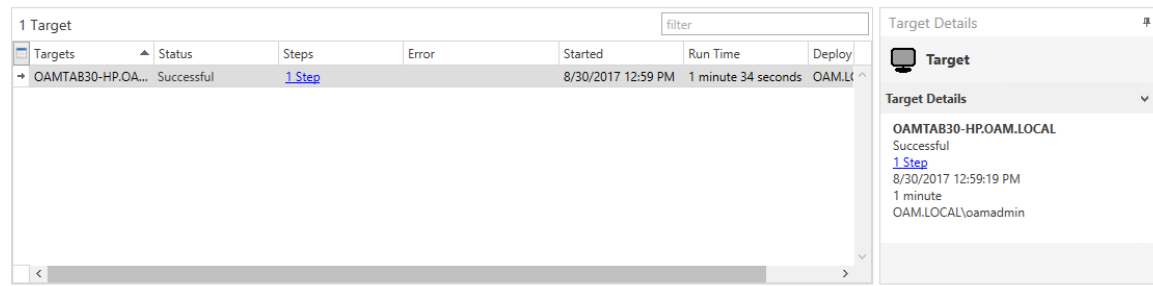 1 Target
filter
Targets Status Steps Error Started Run Time Deploy
OAMTAB30-HP.OA... Successful 1 Step 8/30/2017 12:59 PM 1 minute 34 seconds OAM.L
Target Details
Target
Target Details
OAMTAB30-HP.OAM.LOCAL
Successful
1 Step
8/30/2017 12:59:19 PM
1 minute
OAM.LOCAL\oamadmin